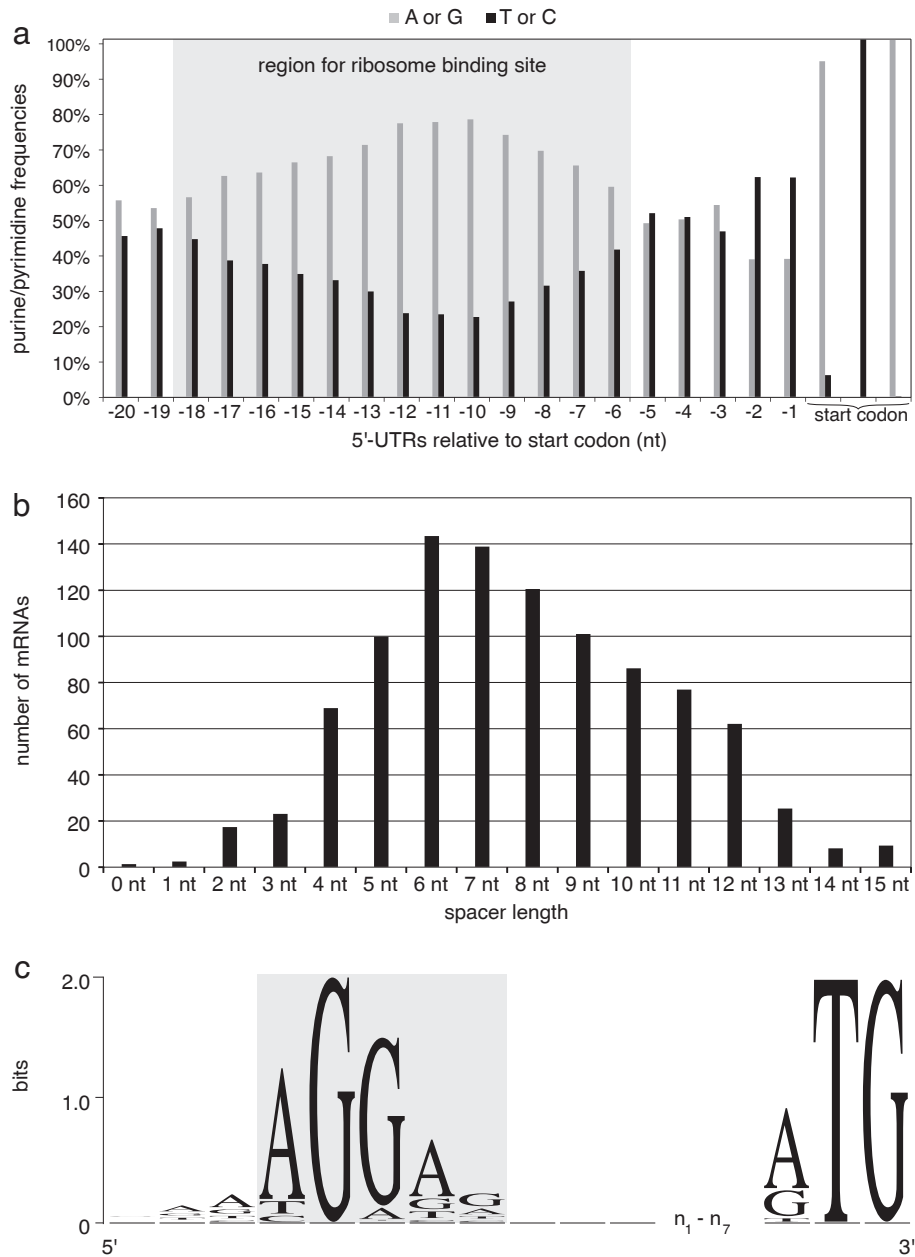 A or G T or C
a
100%
90%
80%
70%
60%
50%
40%
30%
20%
10%
0%
purine/pyrimidine frequencies
region for ribosome binding site
-20 -19 -18 -17 -16 -15 -14 -13 -12 -11 -10 -9 -8 -7 -6 -5 -4 -3 -2 -1 start codon
5'-UTRs relative to start codon (nt)
b
160
140
120
100
80
60
40
20
0
number of mRNAs
0 nt 1 nt 2 nt 3 nt 4 nt 5 nt 6 nt 7 nt 8 nt 9 nt 10 nt 11 nt 12 nt 13 nt 14 nt 15 nt
spacer length
c
2.0
1.0
0
bits
AGGAG ATG
n1 - n7
5' 3'